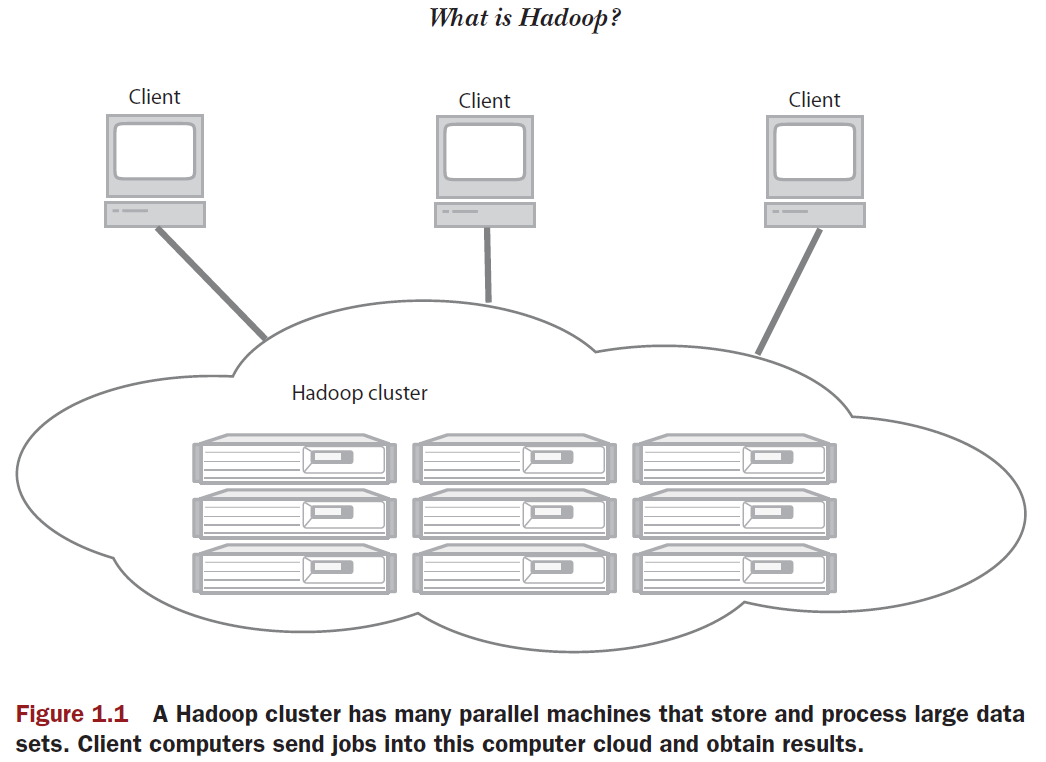 What is Hadoop?
Client
Client
Client
Hadoop cluster
Figure 1.1 A Hadoop cluster has many parallel machines that store and process large data
sets. Client computers send jobs into this computer cloud and obtain results.